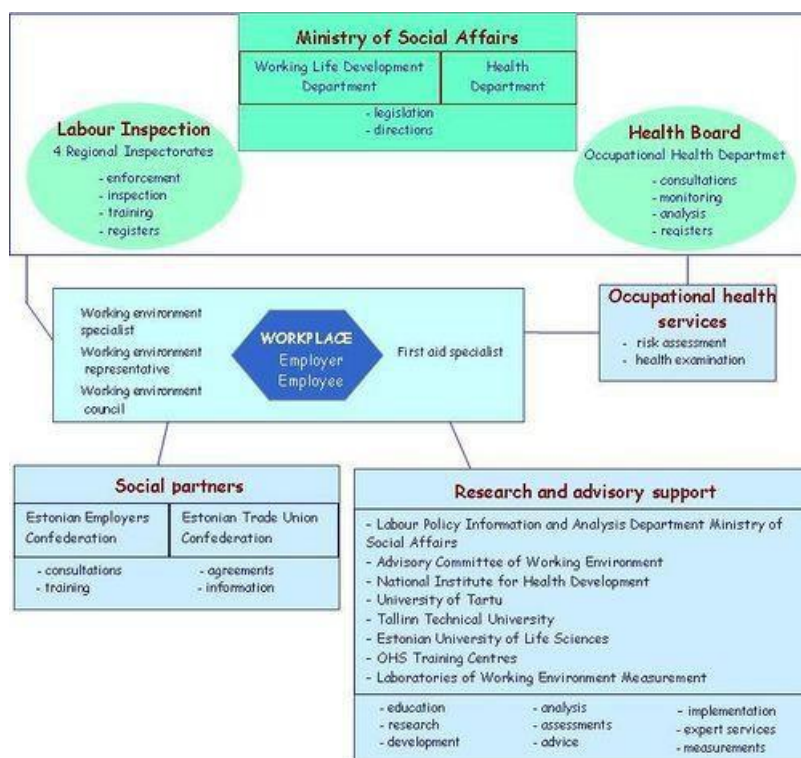 Ministry of Social Affairs
Working Life Development
Department
Health
Department
- legislation
- directions
Labour Inspection
4 Regional Inspectorates
- enforcement
- inspection
- training
- registers
Health Board
Occupational Health Departmet
- consultations
- monitoring
- analysis
- registers
Working environment
specialist
Working environment
representative
Working environment
council
WORKPLACE
Employer
Employee
First aid specialist
Occupational health
services
- risk assessment
- health examination
Social partners
Estonian Employers
Confederation
Estonian Trade Union
Confederation
- consultations
- training
- agreements
- information
Research and advisory support
- Labour Policy Information and Analysis Department Ministry of
Social Affairs
- Advisory Committee of Working Environment
- National Institute for Health Development
- University of Tartu
- Tallinn Technical University
- Estonian University of Life Sciences
- OHS Training Centres
- Laboratories of Working Environment Measurement
- education
- research
- development
- analysis
- assessments
- advice
- implementation
- expert services
- measurements